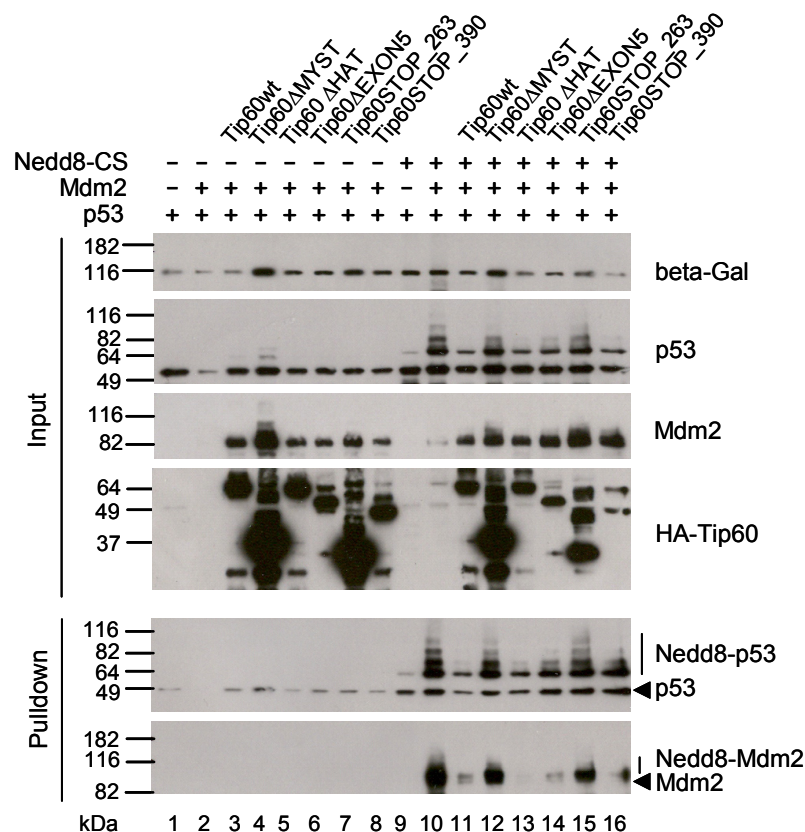 Tip60wt Tip60ΔMYST Tip60 ΔHAT Tip60ΔEXON5 Tip60STOP_263 Tip60STOP_390 Tip60wt Tip60ΔMYST Tip60 ΔHAT Tip60ΔEXON5 Tip60STOP_263 Tip60STOP_390
Nedd8-CS - - - - - - - - + + + + + + + +
Mdm2 - + + + + + + + - + + + + + + +
p53 + + + + + + + + + + + + + + + +
Input
182
116 beta-Gal
116
82
64 p53
49
116
82 Mdm2
64
49
37 HA-Tip60
Pulldown
116
82 Nedd8-p53
64
49 p53
182
116 Nedd8-Mdm2
82 Mdm2
kDa 1 2 3 4 5 6 7 8 9 10 11 12 13 14 15 16